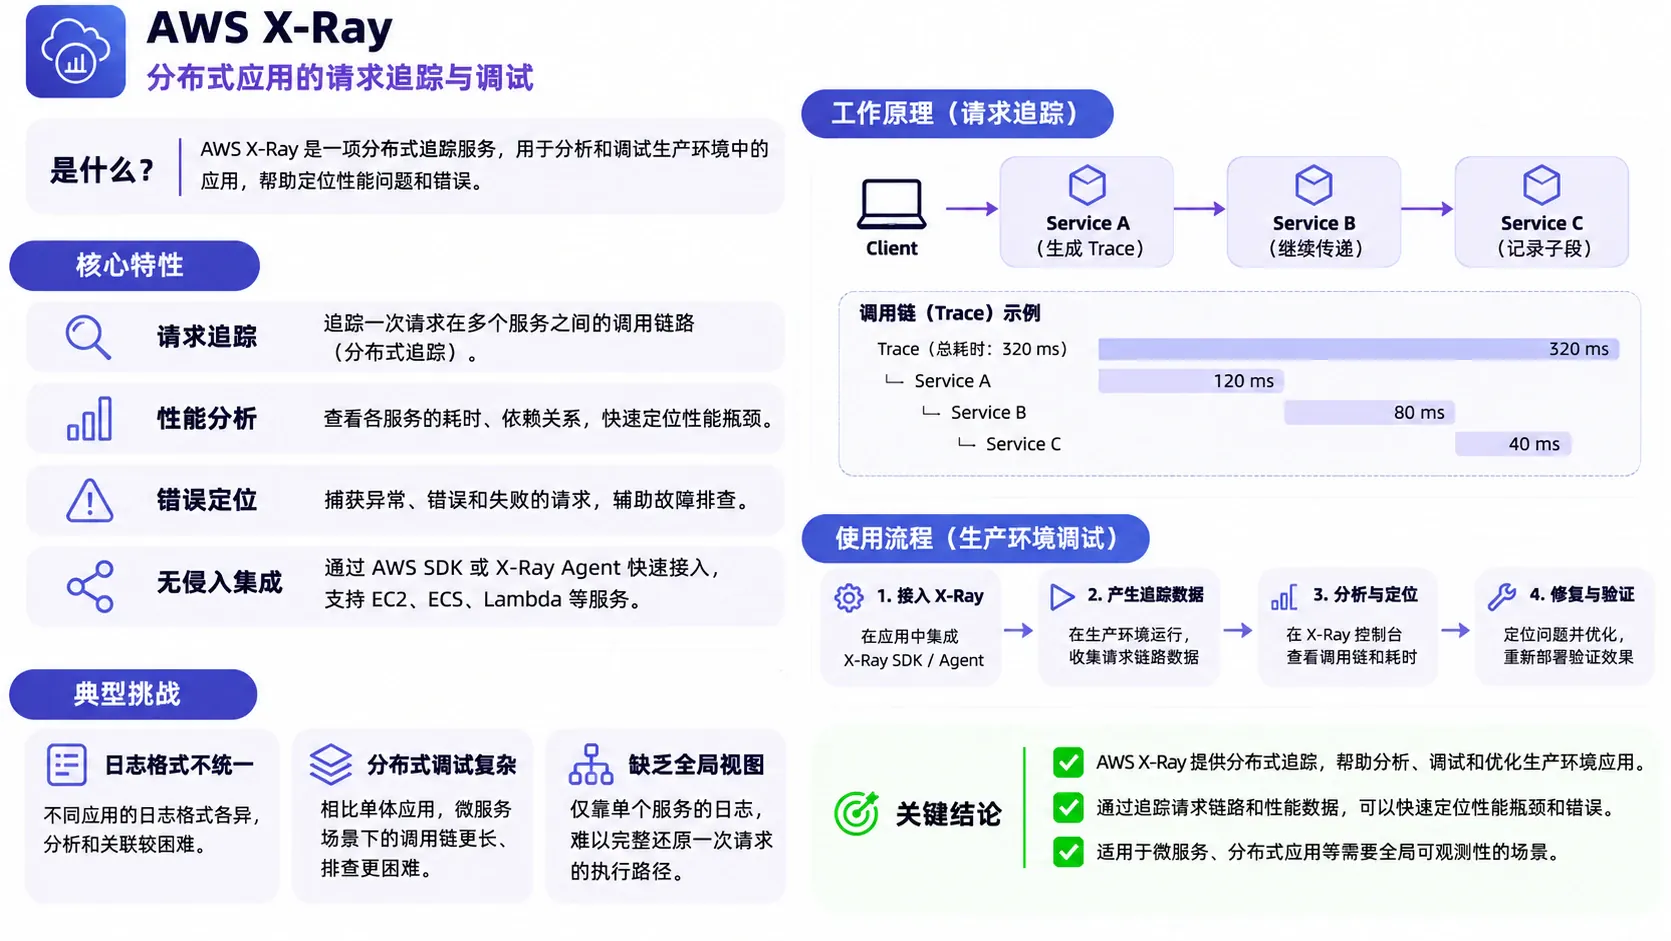 AWS X-Ray
分布式应用的请求追踪与调试
是什么?
AWS X-Ray 是一项分布式追踪服务，用于分析和调试生产环境中的
应用，帮助定位性能问题和错误。
核心特性
请求追踪
追踪一次请求在多个服务之间的调用链路
（分布式追踪）。
性能分析
查看各服务的耗时、依赖关系，快速定位性能瓶颈。
错误定位
捕获异常、错误和失败的请求，辅助故障排查。
无侵入集成
通过 AWS SDK 或 X-Ray Agent 快速接入，
支持 EC2、ECS、Lambda 等服务。
典型挑战
日志格式不统一
不同应用的日志格式各异，
分析和关联较困难。
分布式调试复杂
相比单体应用，微服务
场景下的调用链更长、
排查更困难。
缺乏全局视图
仅靠单个服务的日志，
难以完整还原一次请求
的执行路径。
工作原理（请求追踪）
Client
Service A
（生成 Trace）
Service B
（继续传递）
Service C
（记录子段）
调用链（Trace）示例
Trace（总耗时：320 ms） 320 ms
Service A 120 ms
Service B 80 ms
Service C 40 ms
使用流程（生产环境调试）
1. 接入 X-Ray
在应用中集成
X-Ray SDK / Agent
2. 产生追踪数据
在生产环境运行，
收集请求链路数据
3. 分析与定位
在 X-Ray 控制台
查看调用链和耗时
4. 修复与验证
定位问题并优化，
重新部署验证效果
关键结论
AWS X-Ray 提供分布式追踪，帮助分析、调试和优化生产环境应用。
通过追踪请求链路和性能数据，可以快速定位性能瓶颈和错误。
适用于微服务、分布式应用等需要全局可观测性的场景。